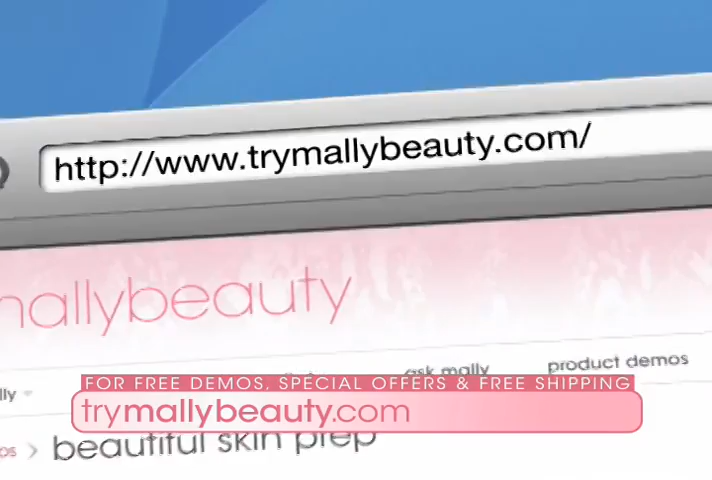 http://www.trymallybeauty.com/
mallybeauty
ask mally
product demos
FOR FREE DEMOS, SPECIAL OFFERS & FREE SHIPPING
trymallybeauty.com
> beautiful skin prep